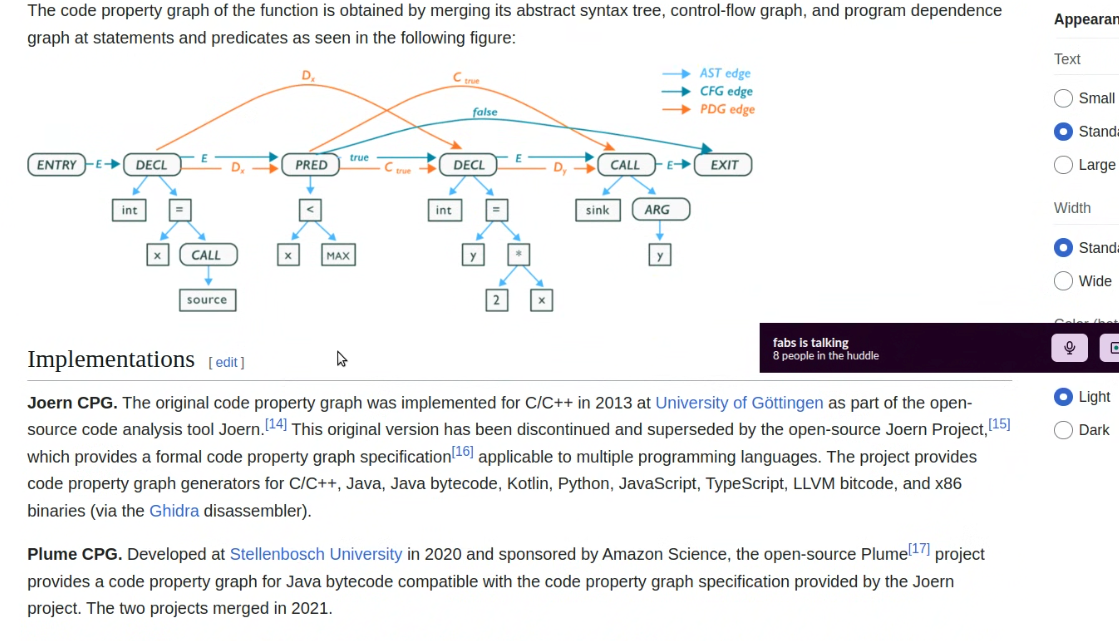 The code property graph of the function is obtained by merging its abstract syntax tree, control-flow graph, and program dependence
graph at statements and predicates as seen in the following figure:
Dx
C true
false
AST edge
CFG edge
PDG edge
ENTRY E DECL E Dx PRED true C true DECL E Dy CALL E EXIT
int = < int = sink ARG
x CALL x MAX y * y
source 2 x
Implementations [ edit ]
Joern CPG. The original code property graph was implemented for C/C++ in 2013 at University of Göttingen as part of the open-
source code analysis tool Joern.[14] This original version has been discontinued and superseded by the open-source Joern Project,[15]
which provides a formal code property graph specification[16] applicable to multiple programming languages. The project provides
code property graph generators for C/C++, Java, Java bytecode, Kotlin, Python, JavaScript, TypeScript, LLVM bitcode, and x86
binaries (via the Ghidra disassembler).
Plume CPG. Developed at Stellenbosch University in 2020 and sponsored by Amazon Science, the open-source Plume[17] project
provides a code property graph for Java bytecode compatible with the code property graph specification provided by the Joern
project. The two projects merged in 2021.
Appearan
Text
Small
Standa
Large
Width
Standa
Wide
fabs is talking
8 people in the huddle
Light
Dark